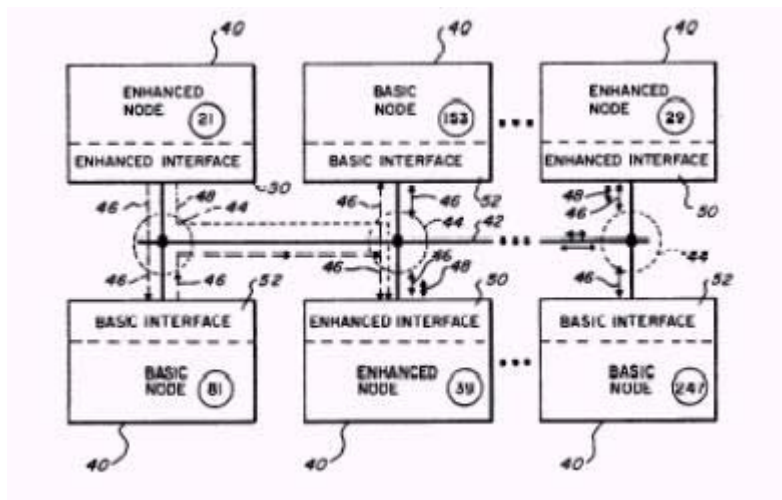 40 40 40
ENHANCED NODE 21
BASIC NODE 153
ENHANCED NODE 29
ENHANCED INTERFACE
BASIC INTERFACE
ENHANCED INTERFACE
46 48 50 46 46 52 48 46 50
44 44 42 44
46 46 52 46 46 48 50 46 52
BASIC INTERFACE
ENHANCED INTERFACE
BASIC INTERFACE
BASIC NODE 81
ENHANCED NODE 39
BASIC NODE 247
40 40 40